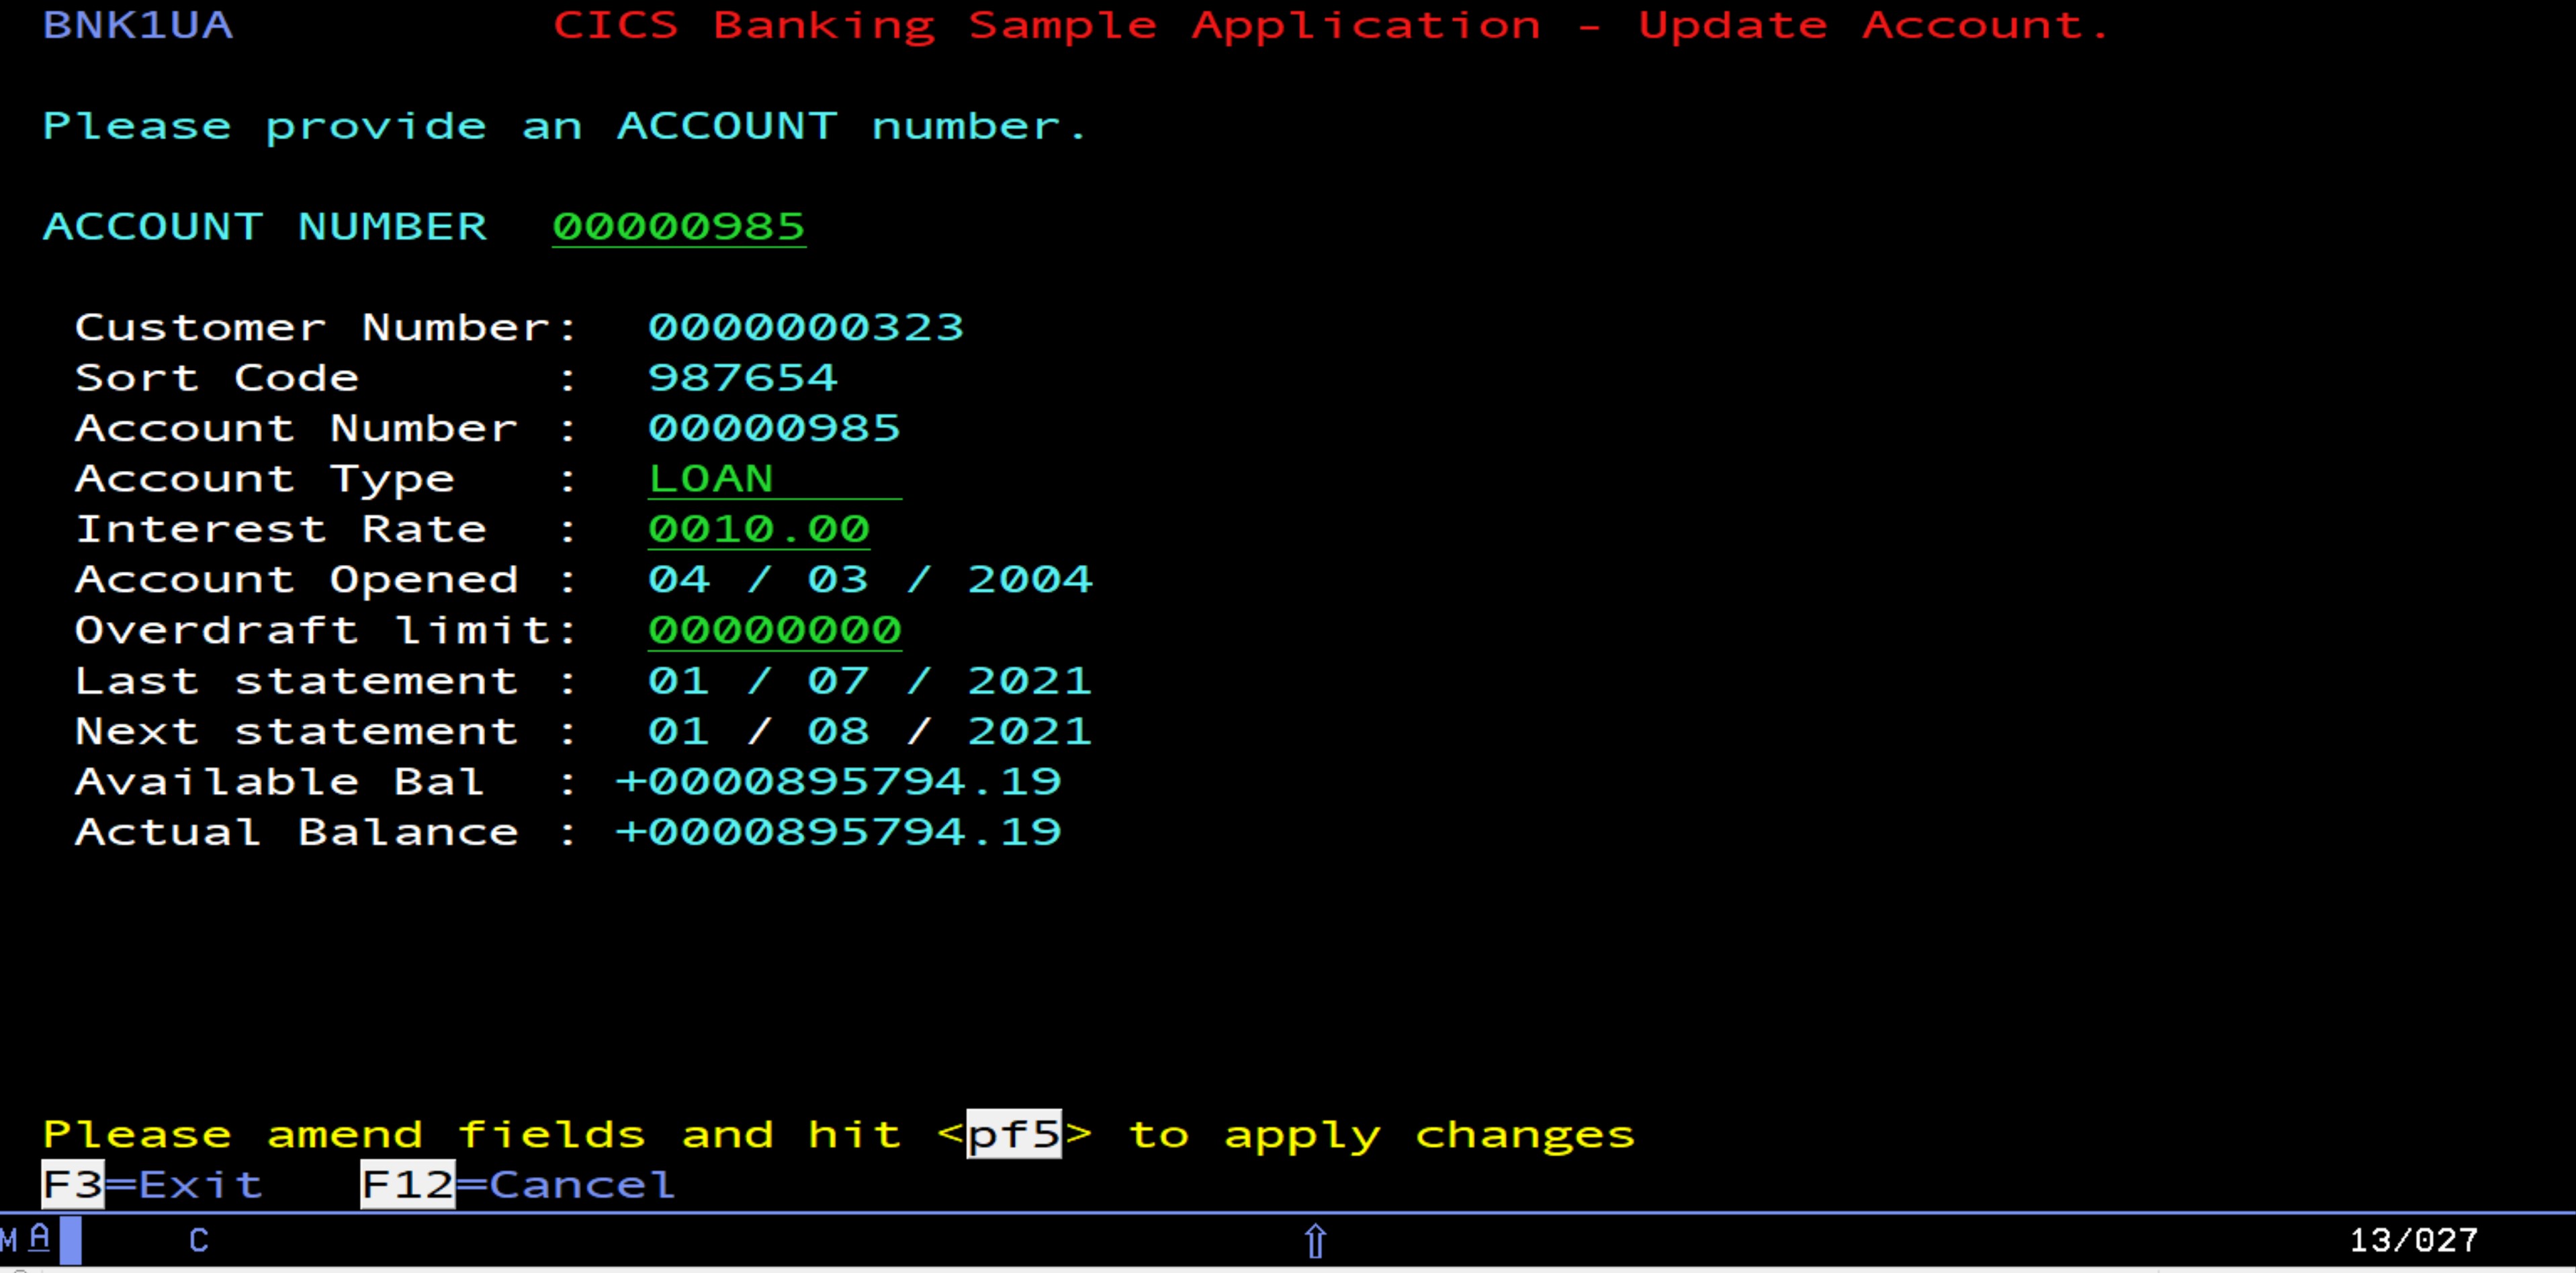 BNK1UA CICS Banking Sample Application - Update Account.
Please provide an ACCOUNT number.
ACCOUNT NUMBER 00000985
Customer Number: 0000000323
Sort Code : 987654
Account Number : 00000985
Account Type : LOAN
Interest Rate : 0010.00
Account Opened : 04 / 03 / 2004
Overdraft limit: 00000000
Last statement : 01 / 07 / 2021
Next statement : 01 / 08 / 2021
Available Bal : +0000895794.19
Actual Balance : +0000895794.19
Please amend fields and hit <pf5> to apply changes
F3=Exit F12=Cancel
M A C ⇧ 13/027